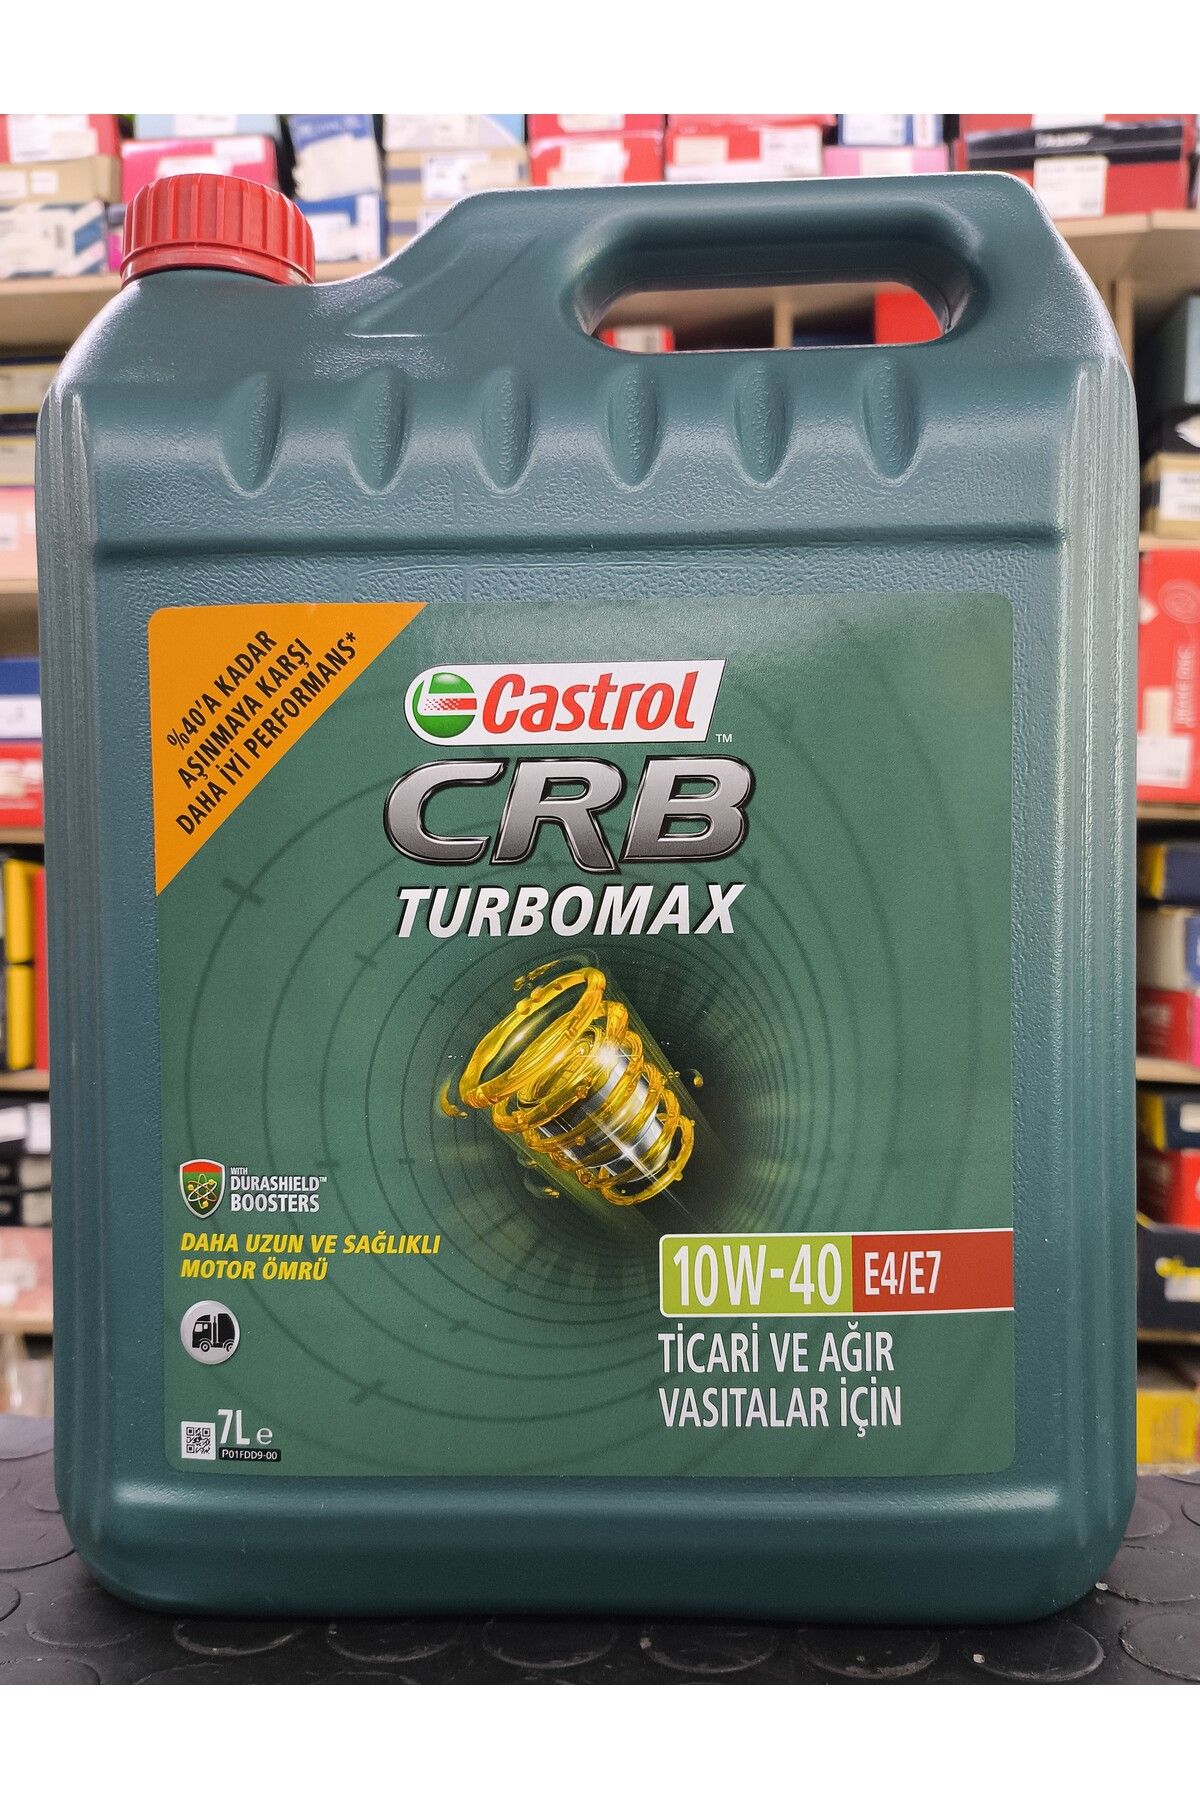 %40'A KADAR
AŞINMAYA KARŞI
DAHA İYİ PERFORMANS*
Castrol
TM
CRB
TURBOMAX
WITH
DURASHIELD™
BOOSTERS
DAHA UZUN VE SAĞLIKLI
MOTOR ÖMRÜ
10W-40 E4/E7
TİCARİ VE AĞIR
VASITALAR İÇİN
7L e
P01FDD9-00